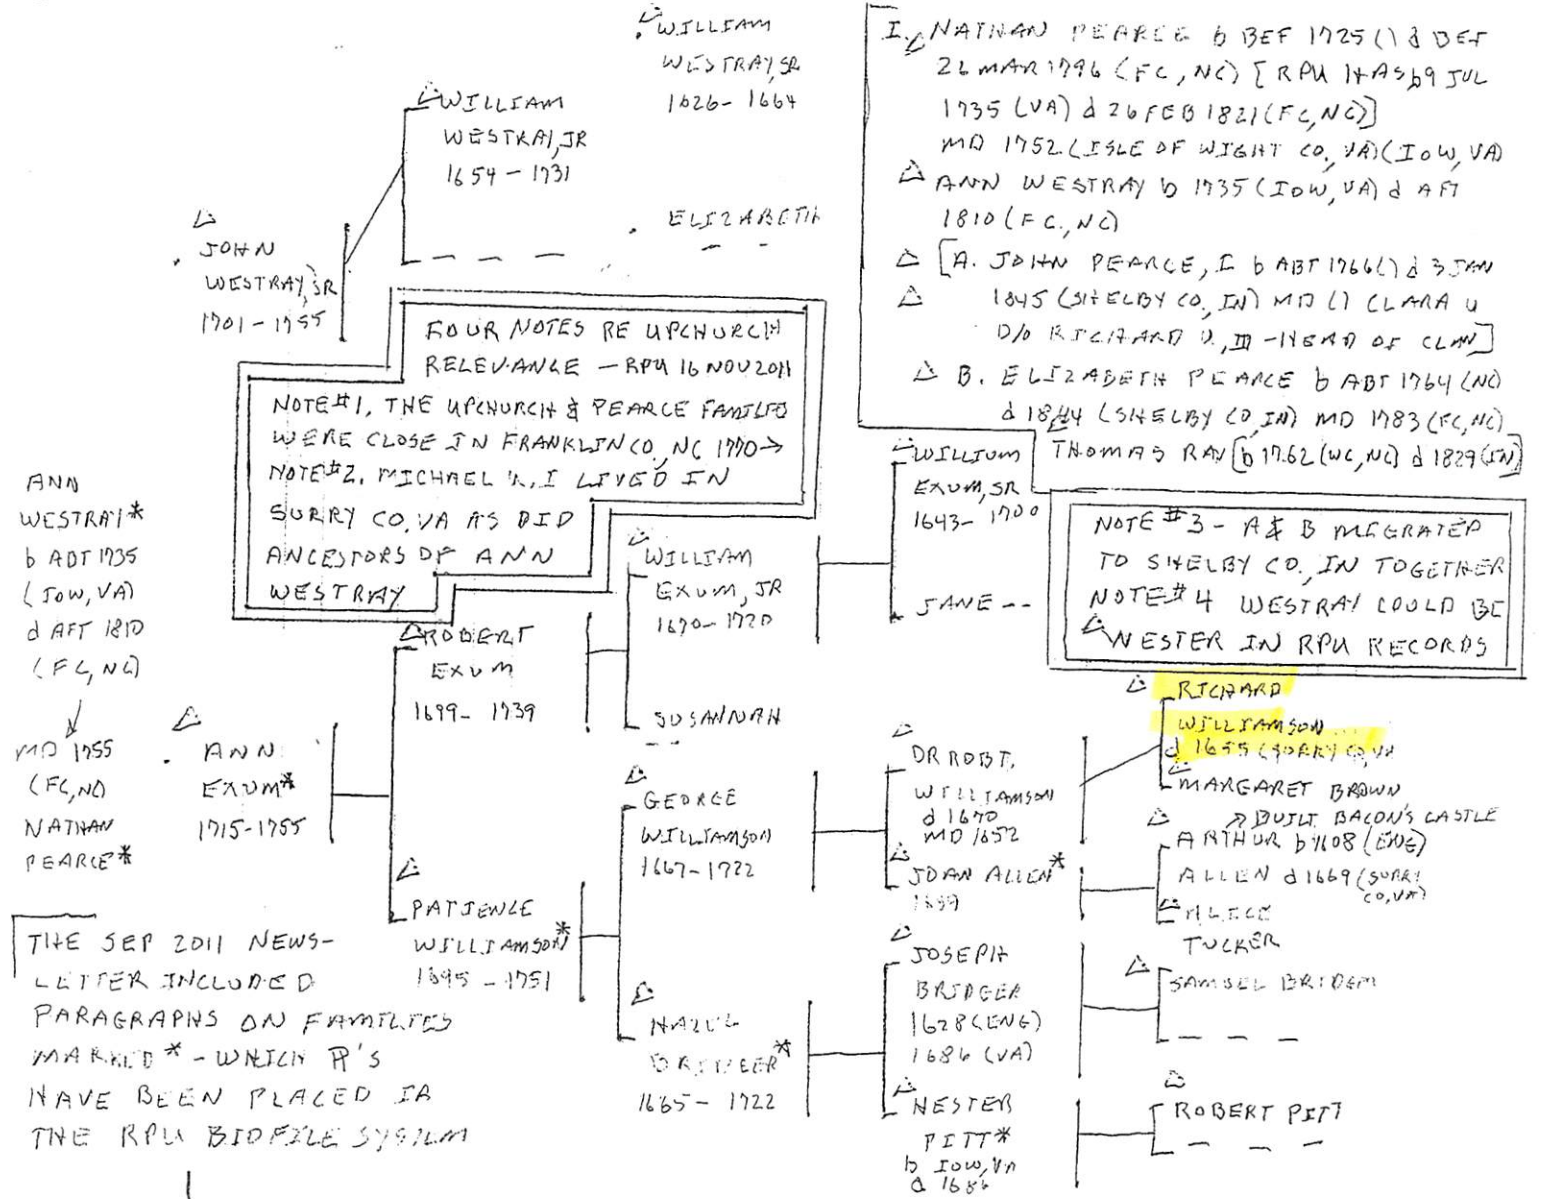 WILLIAM
WESTRAY, SR
1626 - 1664
WILLIAM
WESTRAY, JR
1654 - 1731
ELIZABETH
JOHN
WESTRAY, SR
1701 - 1755
I. NATHAN PEARCE b BEF 1725 () d BEF
26 MAR 1796 (FC, NC) [RPU HAS b 9 JUL
1735 (VA) d 26 FEB 1821 (FC, NC)]
MD 1752 (ISLE OF WIGHT CO., VA) (IOW, VA)
ANN WESTRAY b 1735 (IOW, VA) d AFT
1810 (FC., NC)
[A. JOHN PEARCE, I b ABT 1766 () d 3 JAN
1845 (SHELBY CO., IN) MD () CLARA U
D/O RICHARD U., III - HEAD OF CLAN]
B. ELIZABETH PEARCE b ABT 1764 (NC)
d 1844 (SHELBY CO, IN) MD 1783 (FC, NC)
THOMAS RAY [b 1762 (WC, NC) d 1829 (IN)]
FOUR NOTES RE UPCHURCH
RELEVANCE - RPU 16 NOV 2011
NOTE #1. THE UPCHURCH & PEARCE FAMILES
WERE CLOSE IN FRANKLIN CO., NC 1770→
NOTE #2. MICHAEL U., I LIVED IN
SURRY CO, VA AS DID
ANCESTORS OF ANN
WESTRAY
NOTE #3 - A & B MIGRATED
TO SHELBY CO., IN TOGETHER
NOTE #4 WESTRAY COULD BE
WESTER IN RPU RECORDS
ANN
WESTRAY*
b ABT 1735
(IOW, VA)
d AFT 1810
(FC, NC)
MD 1755
(FC, NC)
NATHAN
PEARCE*
ANN
EXUM*
1715-1755
ROBERT
EXUM
1699 - 1739
PATIENCE
WILLIAMSON*
1695 - 1751
WILLIAM
EXUM, JR
1670 - 1720
SUSANNAH
WILLIUM
EXUM, SR
1643 - 1700
JANE --
GEORGE
WILLIAMSON
1667-1722
BRIDGER*
1665 - 1722
DR ROBT.
WILLIAMSON
d 1670
MD 1652
JOAN ALLEN*
JOSEPH
BRIDGER
1628 (ENG)
1686 (VA)
HESTER
PITT*
b IOW, VA
d 1686
RICHARD
WILLIAMSON
d 1655 (SURRY CO, VA
MARGARET BROWN
→ BUILT BACON'S CASTLE
ARTHUR b 1608 (ENG)
ALLEN d 1669 (SURRY
CO, VA)
ALICE
TUCKER
SAMUEL BRIDGER
ROBERT PITT
THE SEP 2011 NEWS-
LETTER INCLUDED
PARAGRAPHS ON FAMILIES
MARKED * - WHICH P's
HAVE BEEN PLACED IN
THE RPU BIOFILE SYSTEM